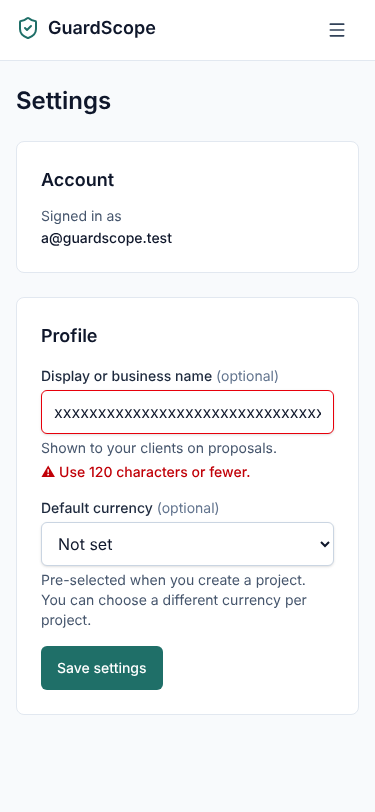 GuardScope
Settings
Account
Signed in as
a@guardscope.test
Profile
Display or business name (optional)
xxxxxxxxxxxxxxxxxxxxxxxxxxxxxxx
Shown to your clients on proposals.
Use 120 characters or fewer.
Default currency (optional)
Not set
Pre-selected when you create a project.
You can choose a different currency per
project.
Save settings